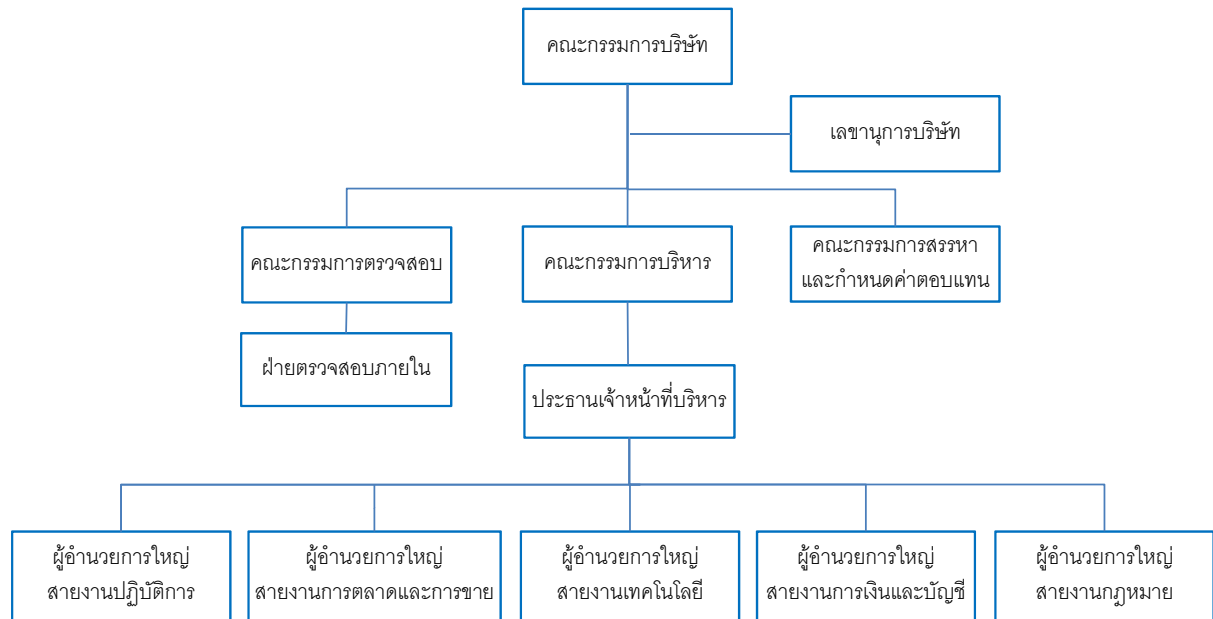 คณะกรรมการบริษัท
เลขานุการบริษัท
คณะกรรมการตรวจสอบ
คณะกรรมการบริหาร
คณะกรรมการสรรหา
และกำหนดค่าตอบแทน
ฝ่ายตรวจสอบภายใน
ประธานเจ้าหน้าที่บริหาร
ผู้อำนวยการใหญ่
สายงานปฏิบัติการ
ผู้อำนวยการใหญ่
สายงานการตลาดและการขาย
ผู้อำนวยการใหญ่
สายงานเทคโนโลยี
ผู้อำนวยการใหญ่
สายงานการเงินและบัญชี
ผู้อำนวยการใหญ่
สายงานกฎหมาย